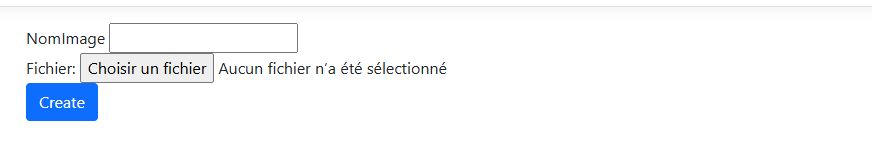 NomImage
Fichier: Choisir un fichier Aucun fichier n'a été sélectionné
Create